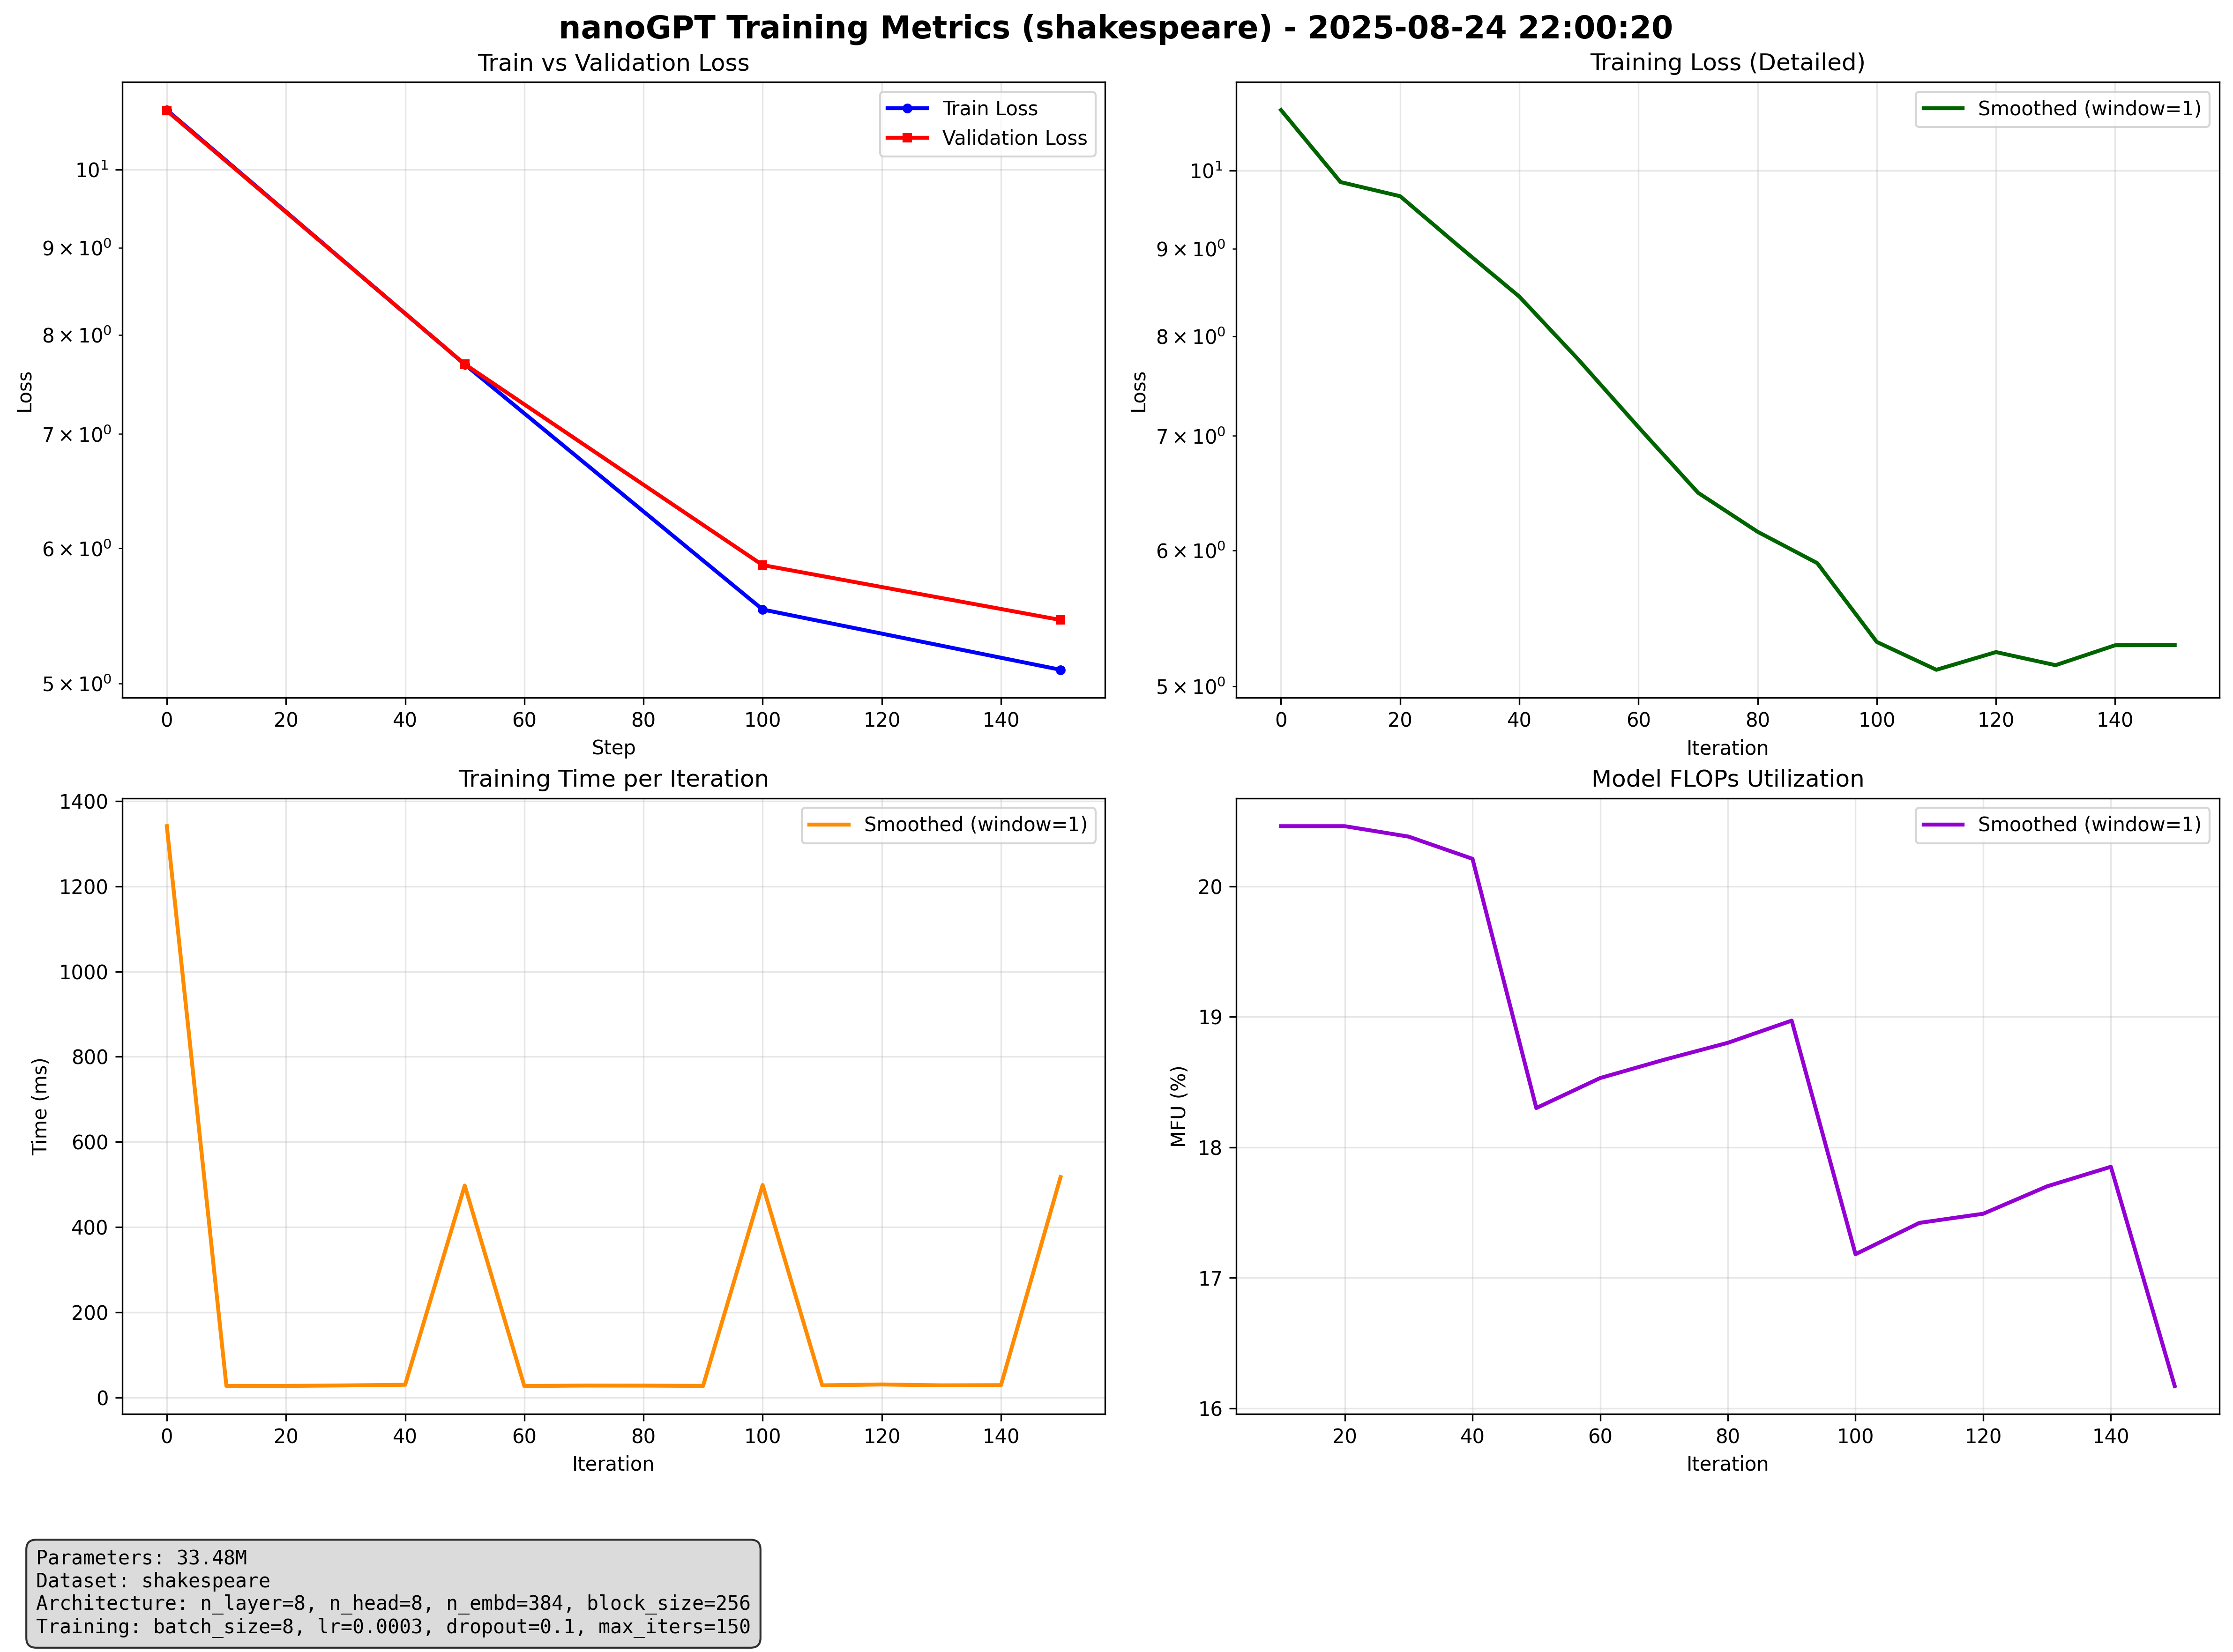 nanoGPT Training Metrics (shakespeare) - 2025-08-24 22:00:20
Train vs Validation Loss
Train Loss
Validation Loss
10¹
9 × 10⁰
8 × 10⁰
7 × 10⁰
6 × 10⁰
5 × 10⁰
Loss
0 20 40 60 80 100 120 140
Step
Training Loss (Detailed)
Smoothed (window=1)
10¹
9 × 10⁰
8 × 10⁰
7 × 10⁰
6 × 10⁰
5 × 10⁰
Loss
0 20 40 60 80 100 120 140
Iteration
Training Time per Iteration
Smoothed (window=1)
1400
1200
1000
800
600
400
200
0
Time (ms)
0 20 40 60 80 100 120 140
Iteration
Model FLOPs Utilization
Smoothed (window=1)
20
19
18
17
16
MFU (%)
20 40 60 80 100 120 140
Iteration
Parameters: 33.48M
Dataset: shakespeare
Architecture: n_layer=8, n_head=8, n_embd=384, block_size=256
Training: batch_size=8, lr=0.0003, dropout=0.1, max_iters=150